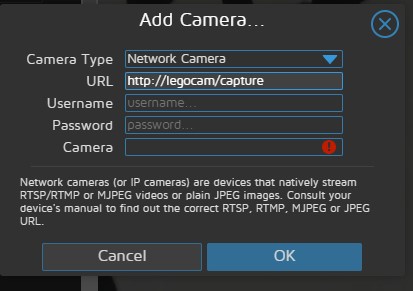 Add Camera...
Camera Type Network Camera
URL http://legocam/capture
Username username...
Password password...
Camera !
Network cameras (or IP cameras) are devices that natively stream
RTSP/RTMP or MJPEG videos or plain JPEG images. Consult your
device's manual to find out the correct RTSP, RTMP, MJPEG or JPEG
URL.
Cancel OK